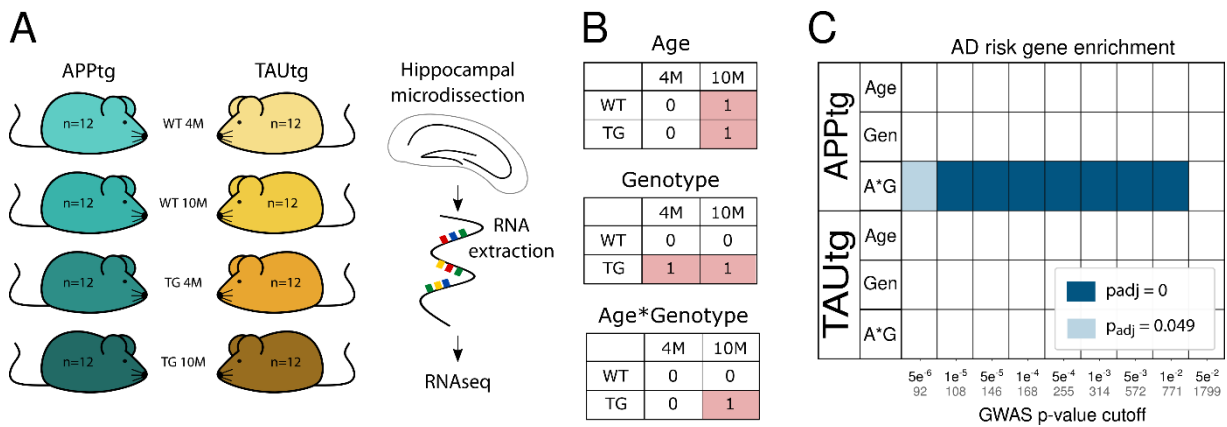 A
APPtg
TAUtg
n=12
WT 4M
n=12
n=12
WT 10M
n=12
n=12
TG 4M
n=12
n=12
TG 10M
n=12
Hippocampal
microdissection
RNA
extraction
RNAseq
B
Age
4M 10M
WT 0 1
TG 0 1
Genotype
4M 10M
WT 0 0
TG 1 1
Age*Genotype
4M 10M
WT 0 0
TG 0 1
C
AD risk gene enrichment
APPtg
Age
Gen
A*G
TAUtg
Age
Gen
A*G
padj = 0
padj = 0.049
5e-6 1e-5 5e-5 1e-4 5e-4 1e-3 5e-3 1e-2 5e-2
92 108 146 168 255 314 572 771 1799
GWAS p-value cutoff